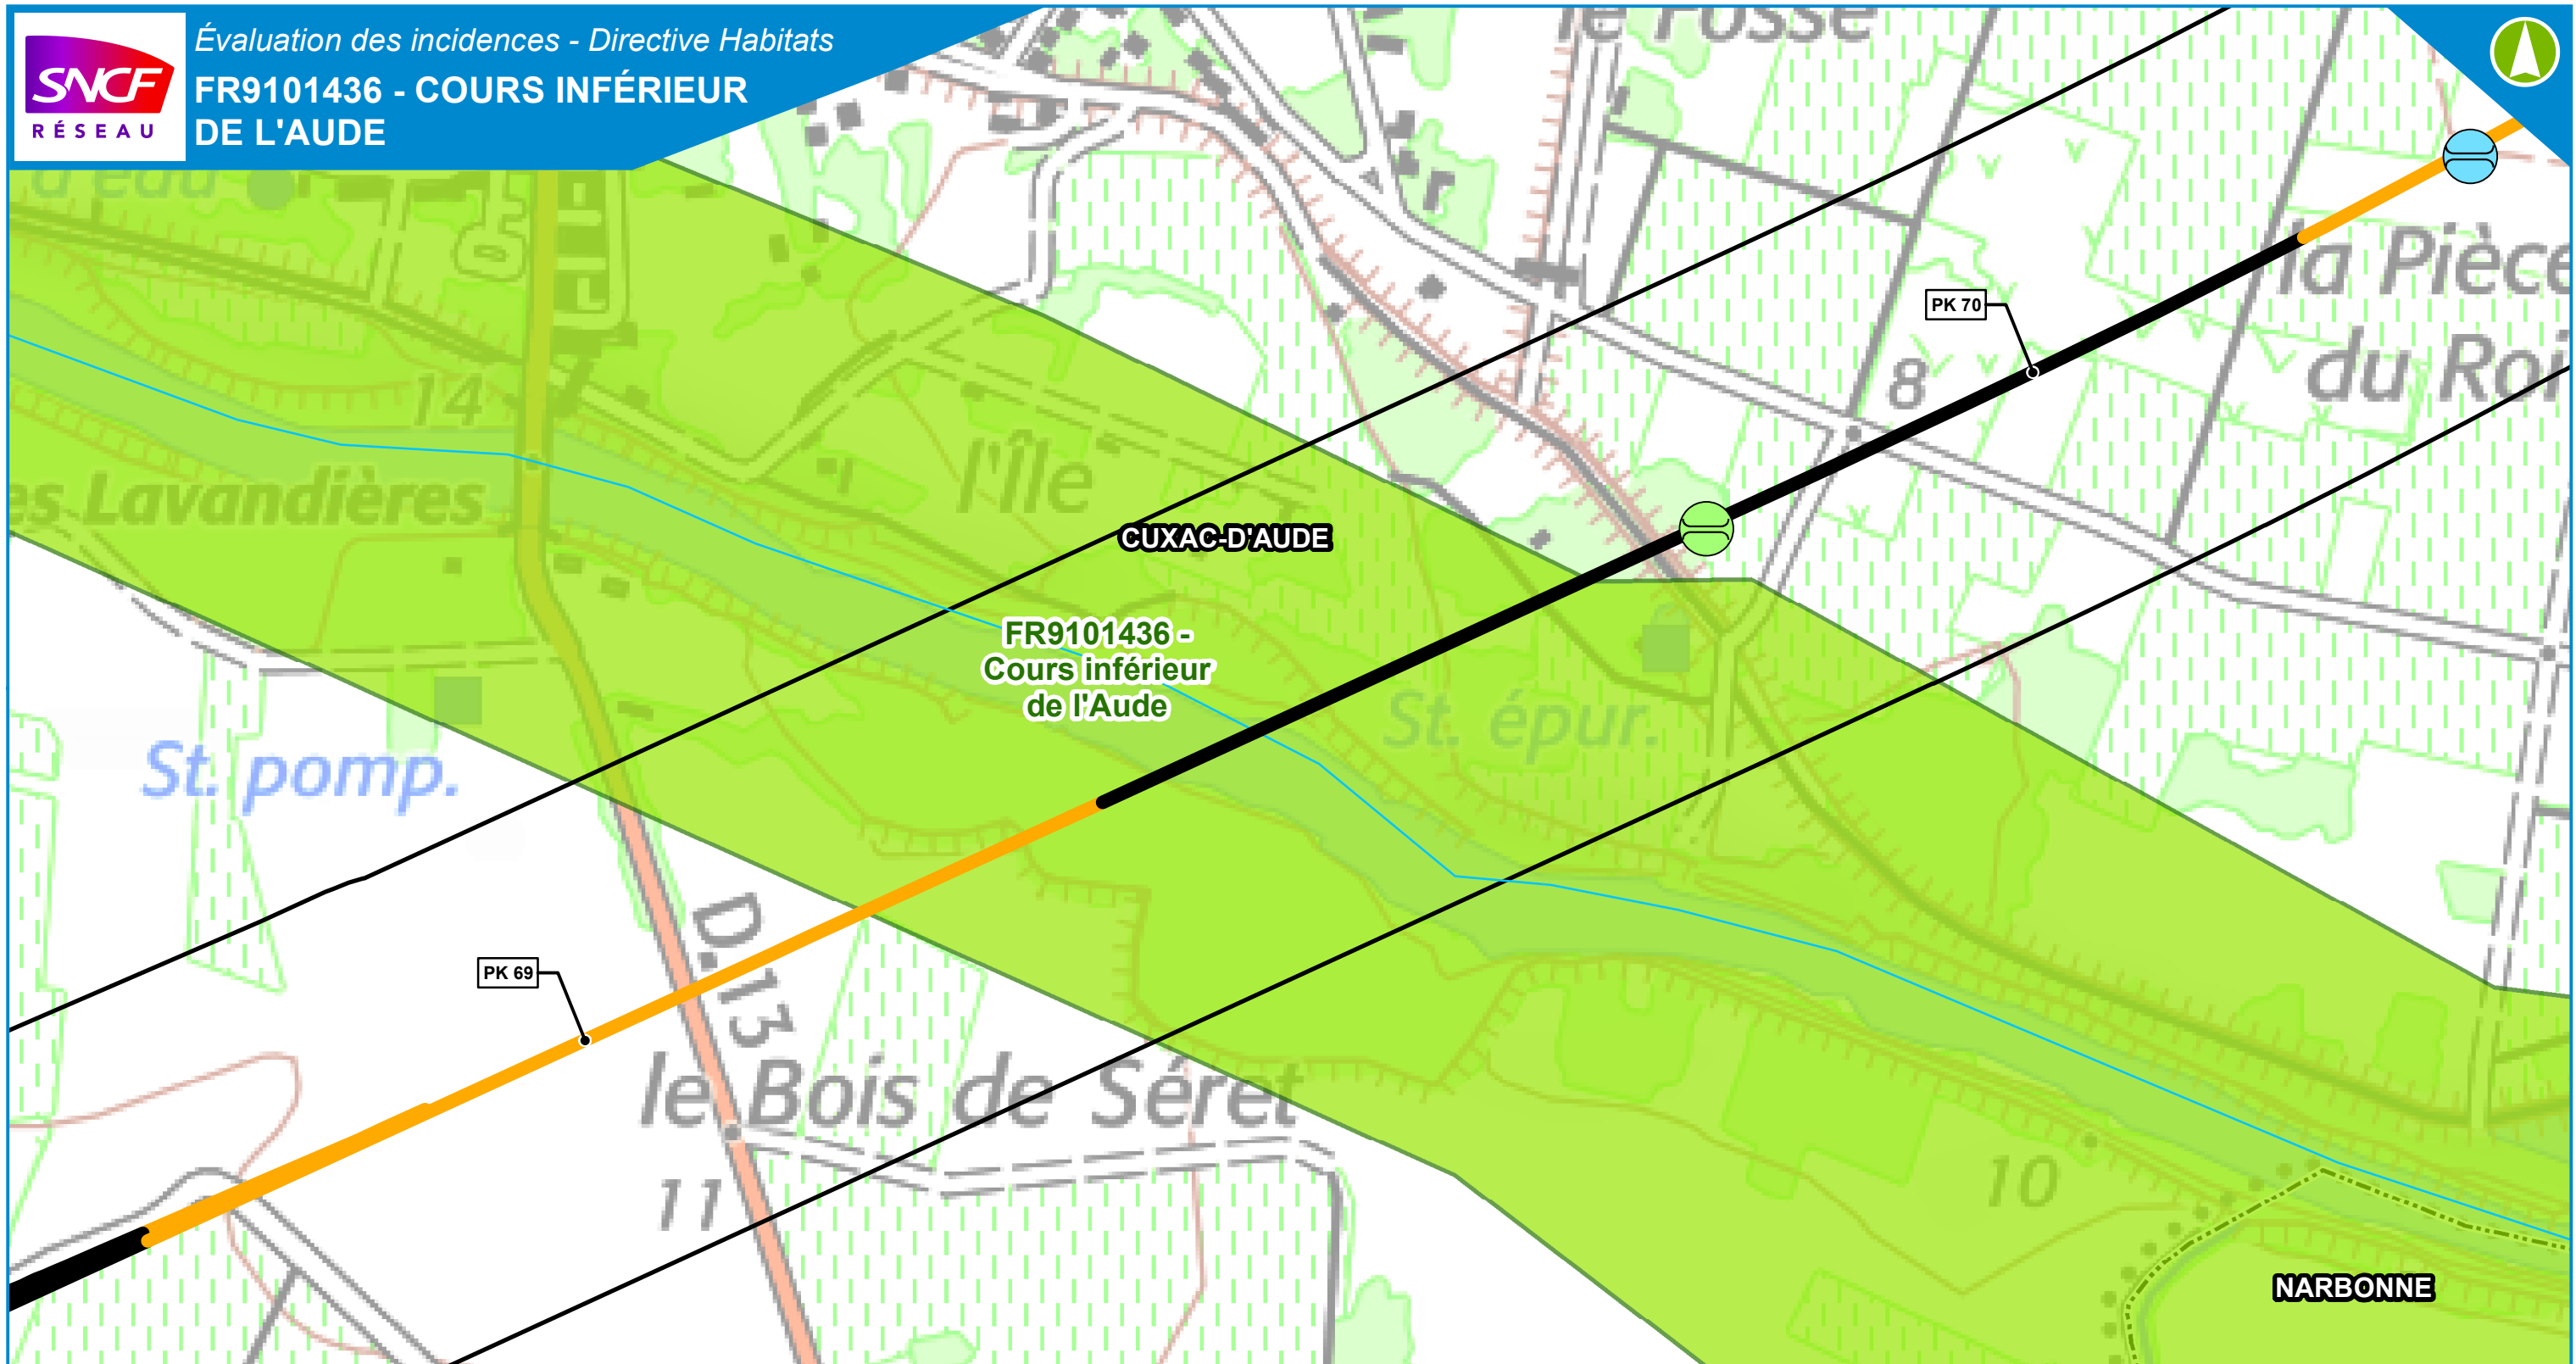 SNCF
RÉSEAU
Évaluation des incidences - Directive Habitats
FR9101436 - COURS INFÉRIEUR
DE L'AUDE
le Fossé
d'eau
la Pièce
du Roi
PK 70
8
14
l'Île
es Lavandières
CUXAC-D'AUDE
FR9101436 -
Cours inférieur
de l'Aude
St. épur.
St. pomp.
D.13
PK 69
le Bois de Séret
11
10
NARBONNE